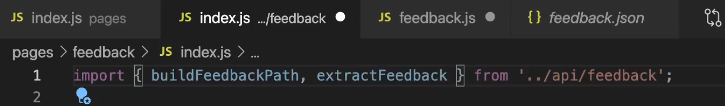 JS index.js pages JS index.js .../feedback JS feedback.js {} feedback.json
pages > feedback > JS index.js > ...
1 import { buildFeedbackPath, extractFeedback } from '../api/feedback';
2